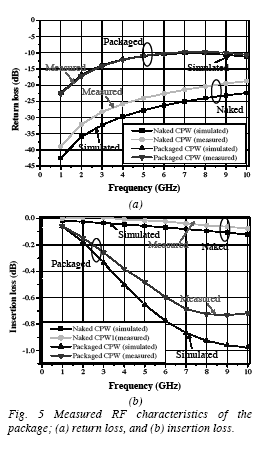 0
-5
-10
-15
-20
-25
-30
-35
-40
-45
Return loss (dB)
Packaged
Measured
Simulated
Measured
Naked
Simulated
Naked CPW (simulated)
Naked CPW (measured)
Packaged CPW (simulated)
Packaged CPW (measured)
0 1 2 3 4 5 6 7 8 9 10
Frequency (GHz)
(a)
0.0
-0.2
-0.4
-0.6
-0.8
-1.0
Insertion loss (dB)
Simulated
Measured
Naked
Packaged
Measured
Simulated
Naked CPW (simulated)
Naked CPW1(measured)
Packaged CPW (simulated)
Packaged CPW (measured)
0 1 2 3 4 5 6 7 8 9 10
Frequency (GHz)
(b)
Fig. 5 Measured RF characteristics of the
package; (a) return loss, and (b) insertion loss.